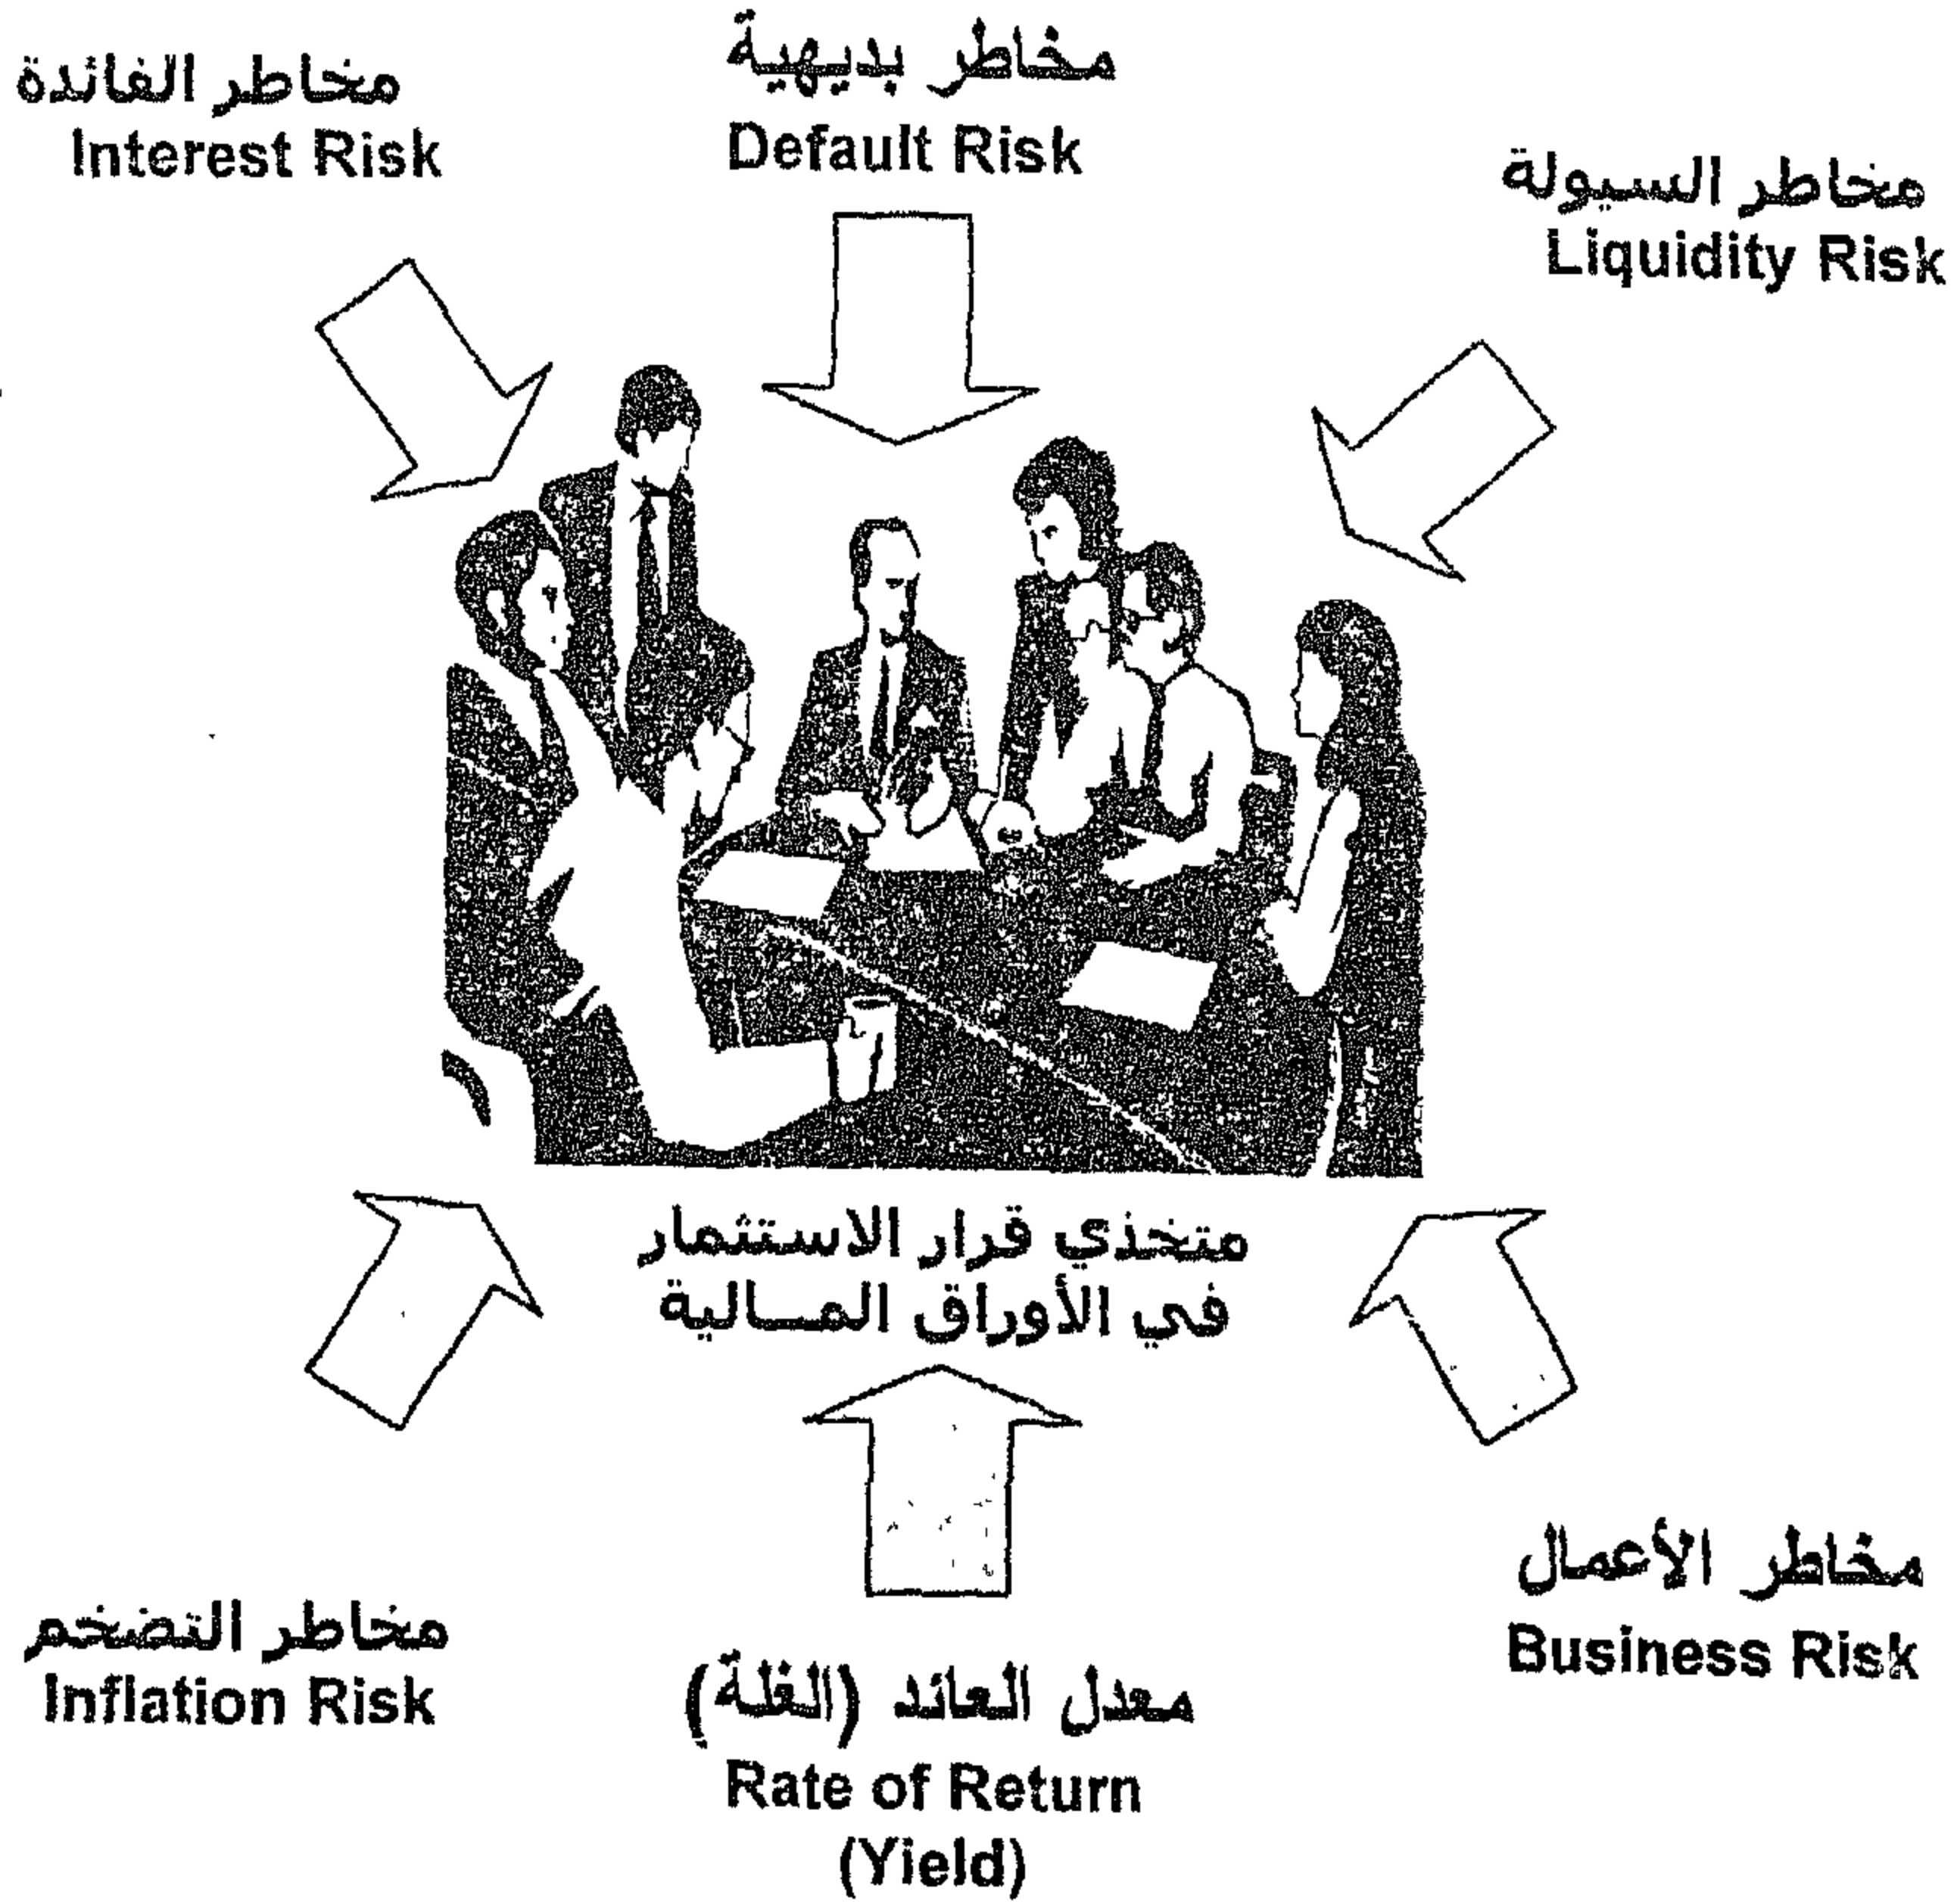 مخاطر بديهية
Default Risk
مخاطر الفائدة
Interest Risk
مخاطر السيولة
Liquidity Risk
متخذي قرار الاستثمار
في الأوراق المالية
مخاطر الأعمال
Business Risk
مخاطر التضخم
Inflation Risk
معدل العائد (الغلة)
Rate of Return
(Yield)